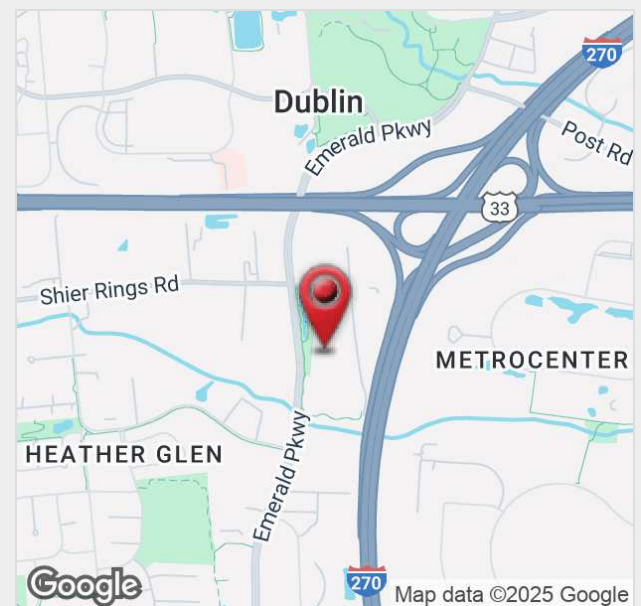 270
Dublin
Emerald Pkwy
Post Rd
33
Shier Rings Rd
METROCENTER
HEATHER GLEN
Emerald Pkwy
Google
270
Map data ©2025 Google